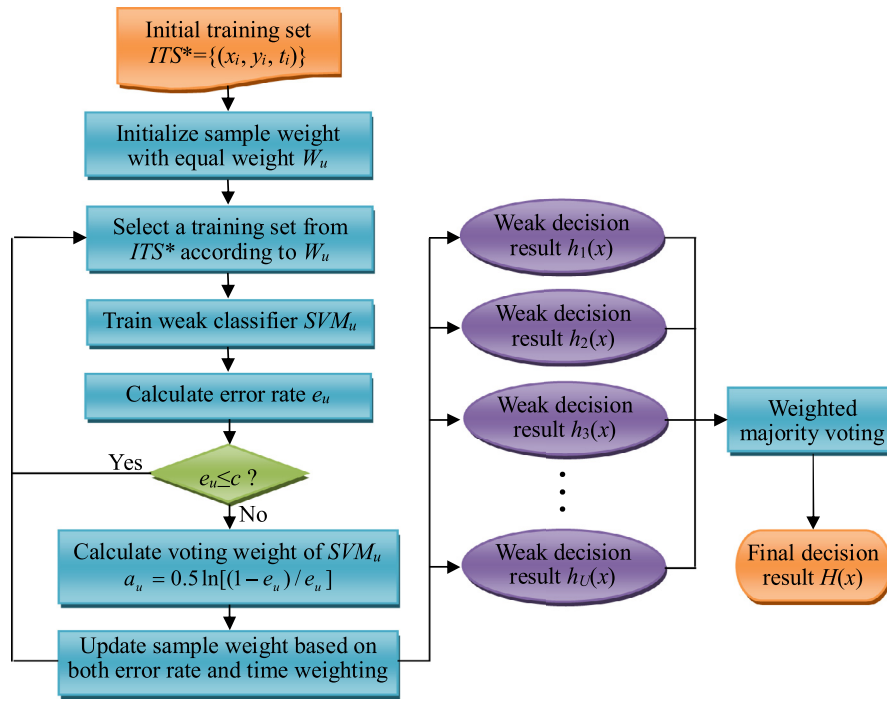 Initial training set
ITS*={(xi, yi, ti)}
Initialize sample weight
with equal weight Wu
Select a training set from
ITS* according to Wu
Train weak classifier SVMu
Calculate error rate eu
Yes
eu≤c ?
No
Calculate voting weight of SVMu
au = 0.5ln[(1−eu)/eu]
Update sample weight based on
both error rate and time weighting
Weak decision
result h1(x)
Weak decision
result h2(x)
Weak decision
result h3(x)
Weak decision
result hU(x)
Weighted
majority voting
Final decision
result H(x)